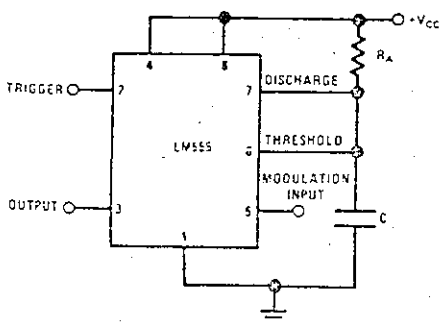 +VCC
4 8
RA
DISCHARGE
TRIGGER 2 7
THRESHOLD
LM555 6
MODULATION
INPUT
OUTPUT 3 5 C
1